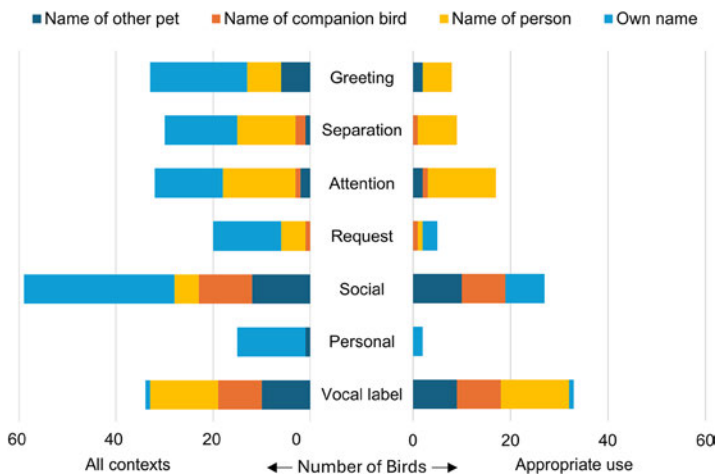 Name of other pet Name of companion bird Name of person Own name
Greeting
Separation
Attention
Request
Social
Personal
Vocal label
60 40 20 0 0 20 40 60
All contexts Number of Birds Appropriate use